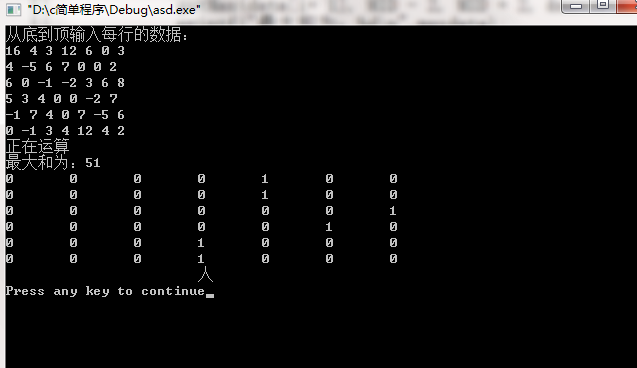 "D:\c简单程序\Debug\asd.exe"
从底到顶输入每行的数据：
16 4 3 12 6 0 3
4 -5 6 7 0 0 2
6 0 -1 -2 3 6 8
5 3 4 0 0 -2 7
-1 7 4 0 7 -5 6
0 -1 3 4 12 4 2
正在运算
最大和为：51
0 0 0 0 1 0 0
0 0 0 0 1 0 0
0 0 0 0 0 0 1
0 0 0 0 0 1 0
0 0 0 1 0 0 0
0 0 0 1 0 0 0
人
Press any key to continue